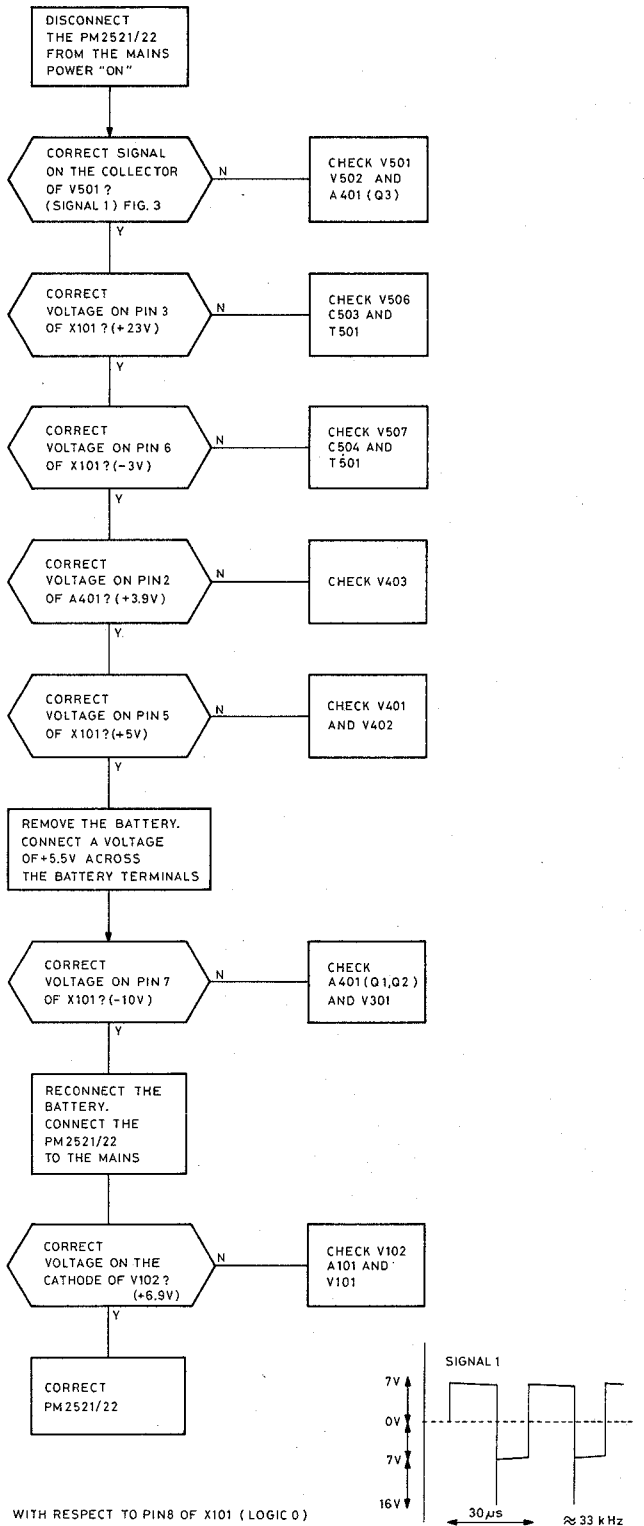 DISCONNECT
THE PM2521/22
FROM THE MAINS
POWER "ON"
CORRECT SIGNAL
ON THE COLLECTOR
OF V501?
(SIGNAL 1) FIG. 3
N
CHECK V501
V502 AND
A401 (Q3)
Y
CORRECT
VOLTAGE ON PIN 3
OF X101? (+23V)
N
CHECK V506
C503 AND
T501
Y
CORRECT
VOLTAGE ON PIN 6
OF X101? (-3V)
N
CHECK V507
C504 AND
T501
Y
CORRECT
VOLTAGE ON PIN 2
OF A401? (+3.9V)
N
CHECK V403
Y
CORRECT
VOLTAGE ON PIN 5
OF X101? (+5V)
N
CHECK V401
AND V402
Y
REMOVE THE BATTERY.
CONNECT A VOLTAGE
OF +5.5V ACROSS
THE BATTERY TERMINALS
CORRECT
VOLTAGE ON PIN 7
OF X101? (-10V)
N
CHECK
A401 (Q1,Q2)
AND V301
Y
RECONNECT THE
BATTERY.
CONNECT THE
PM2521/22
TO THE MAINS
CORRECT
VOLTAGE ON THE
CATHODE OF V102?
(+6.9V)
N
CHECK V102
A101 AND
V101
Y
CORRECT
PM2521/22
SIGNAL 1
7V
0V
7V
16V
30µs
≈33 kHz
WITH RESPECT TO PIN8 OF X101 (LOGIC 0)